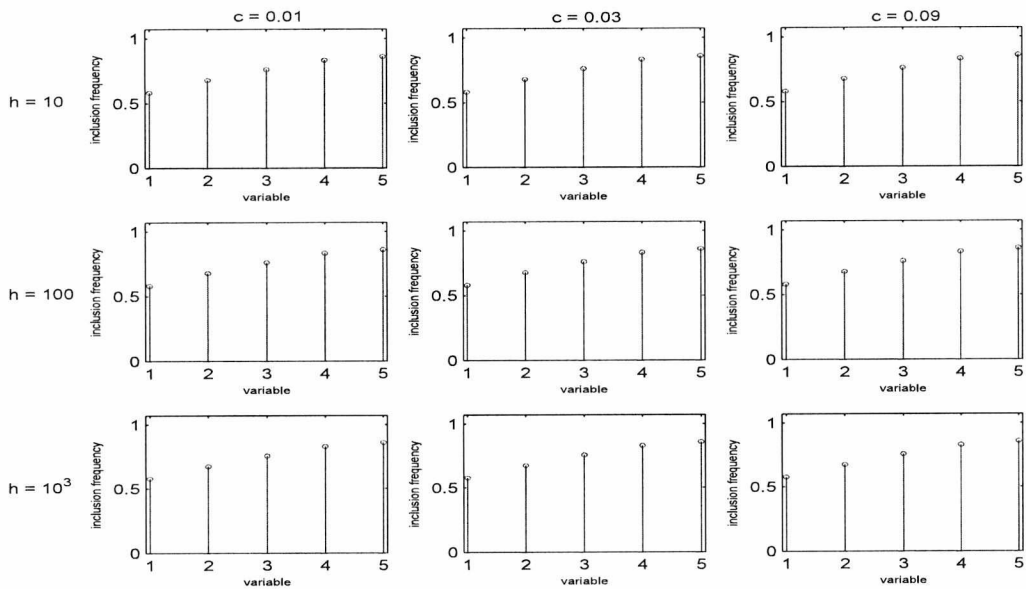 c = 0.01
c = 0.03
c = 0.09
h = 10
inclusion frequency
1
0.5
0
1 2 3 4 5
variable
inclusion frequency
1
0.5
0
1 2 3 4 5
variable
inclusion frequency
1
0.5
0
1 2 3 4 5
variable
h = 100
inclusion frequency
1
0.5
0
1 2 3 4 5
variable
inclusion frequency
1
0.5
0
1 2 3 4 5
variable
inclusion frequency
1
0.5
0
1 2 3 4 5
variable
h = 10³
inclusion frequency
1
0.5
0
1 2 3 4 5
variable
inclusion frequency
1
0.5
0
1 2 3 4 5
variable
inclusion frequency
1
0.5
0
1 2 3 4 5
variable